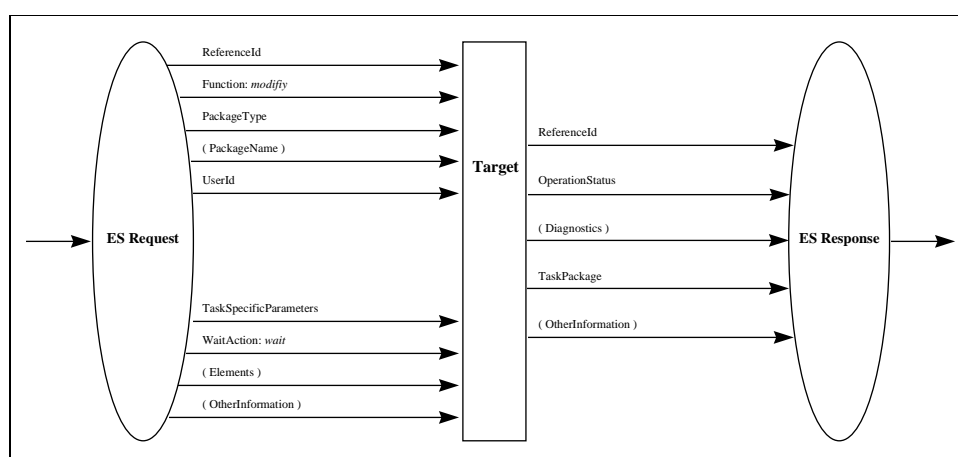 ReferenceId
Function: modifiy
PackageType
( PackageName )
UserId
ES Request
TaskSpecificParameters
WaitAction: wait
( Elements )
( OtherInformation )
Target
ReferenceId
OperationStatus
( Diagnostics )
TaskPackage
( OtherInformation )
ES Response